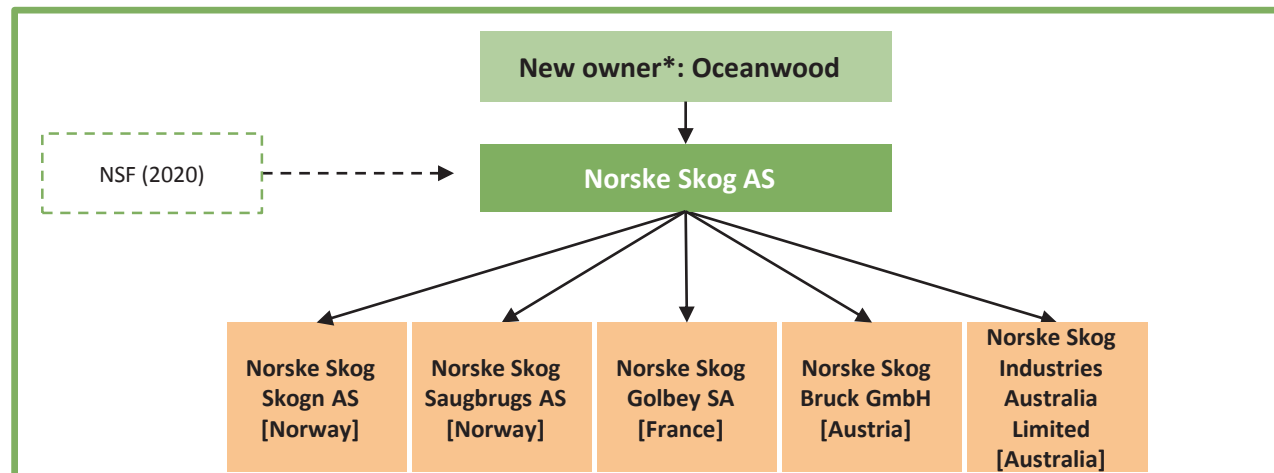 New owner*: Oceanwood
NSF (2020)
Norske Skog AS
Norske Skog
Skogn AS
[Norway]
Norske Skog
Saugbrugs AS
[Norway]
Norske Skog
Golbey SA
[France]
Norske Skog
Bruck GmbH
[Austria]
Norske Skog
Industries
Australia
Limited
[Australia]